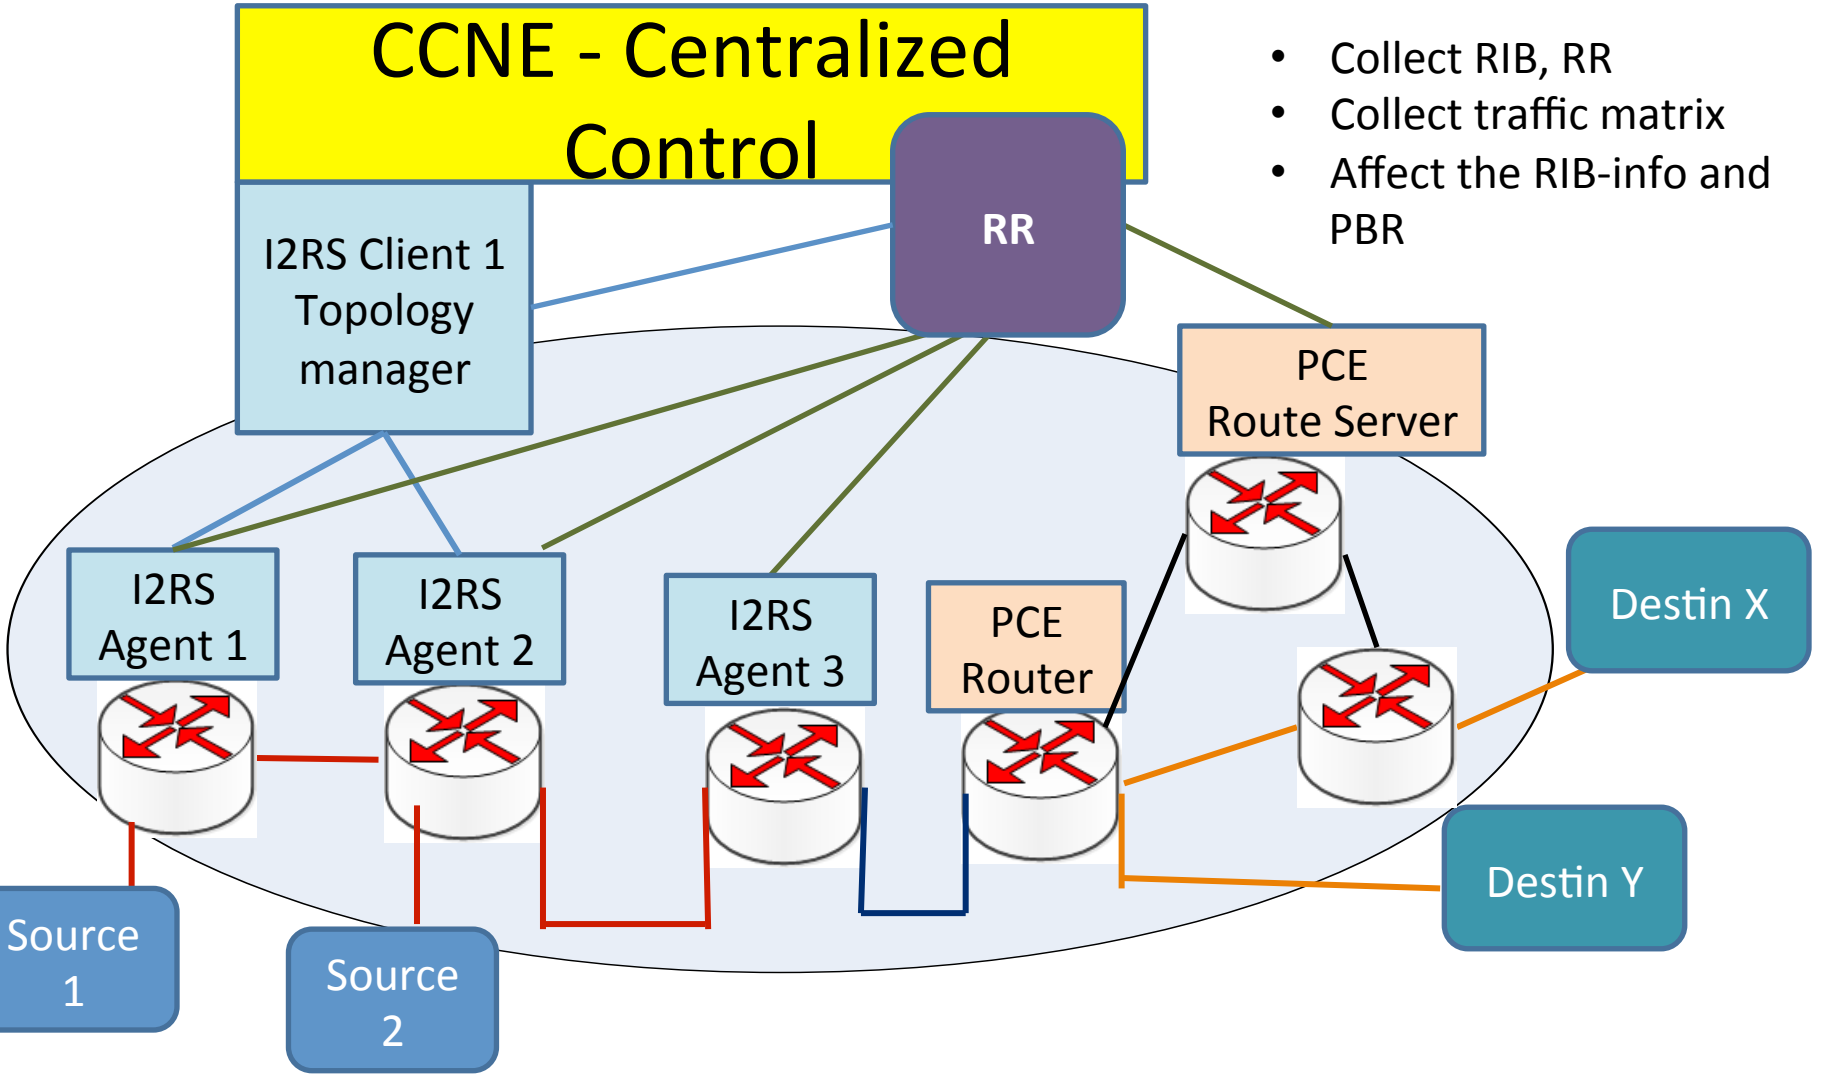 CCNE - Centralized
Control
• Collect RIB, RR
• Collect traffic matrix
• Affect the RIB-info and
PBR
RR
I2RS Client 1
Topology
manager
PCE
Route Server
I2RS
Agent 1
I2RS
Agent 2
I2RS
Agent 3
PCE
Router
Destin X
Destin Y
Source
1
Source
2